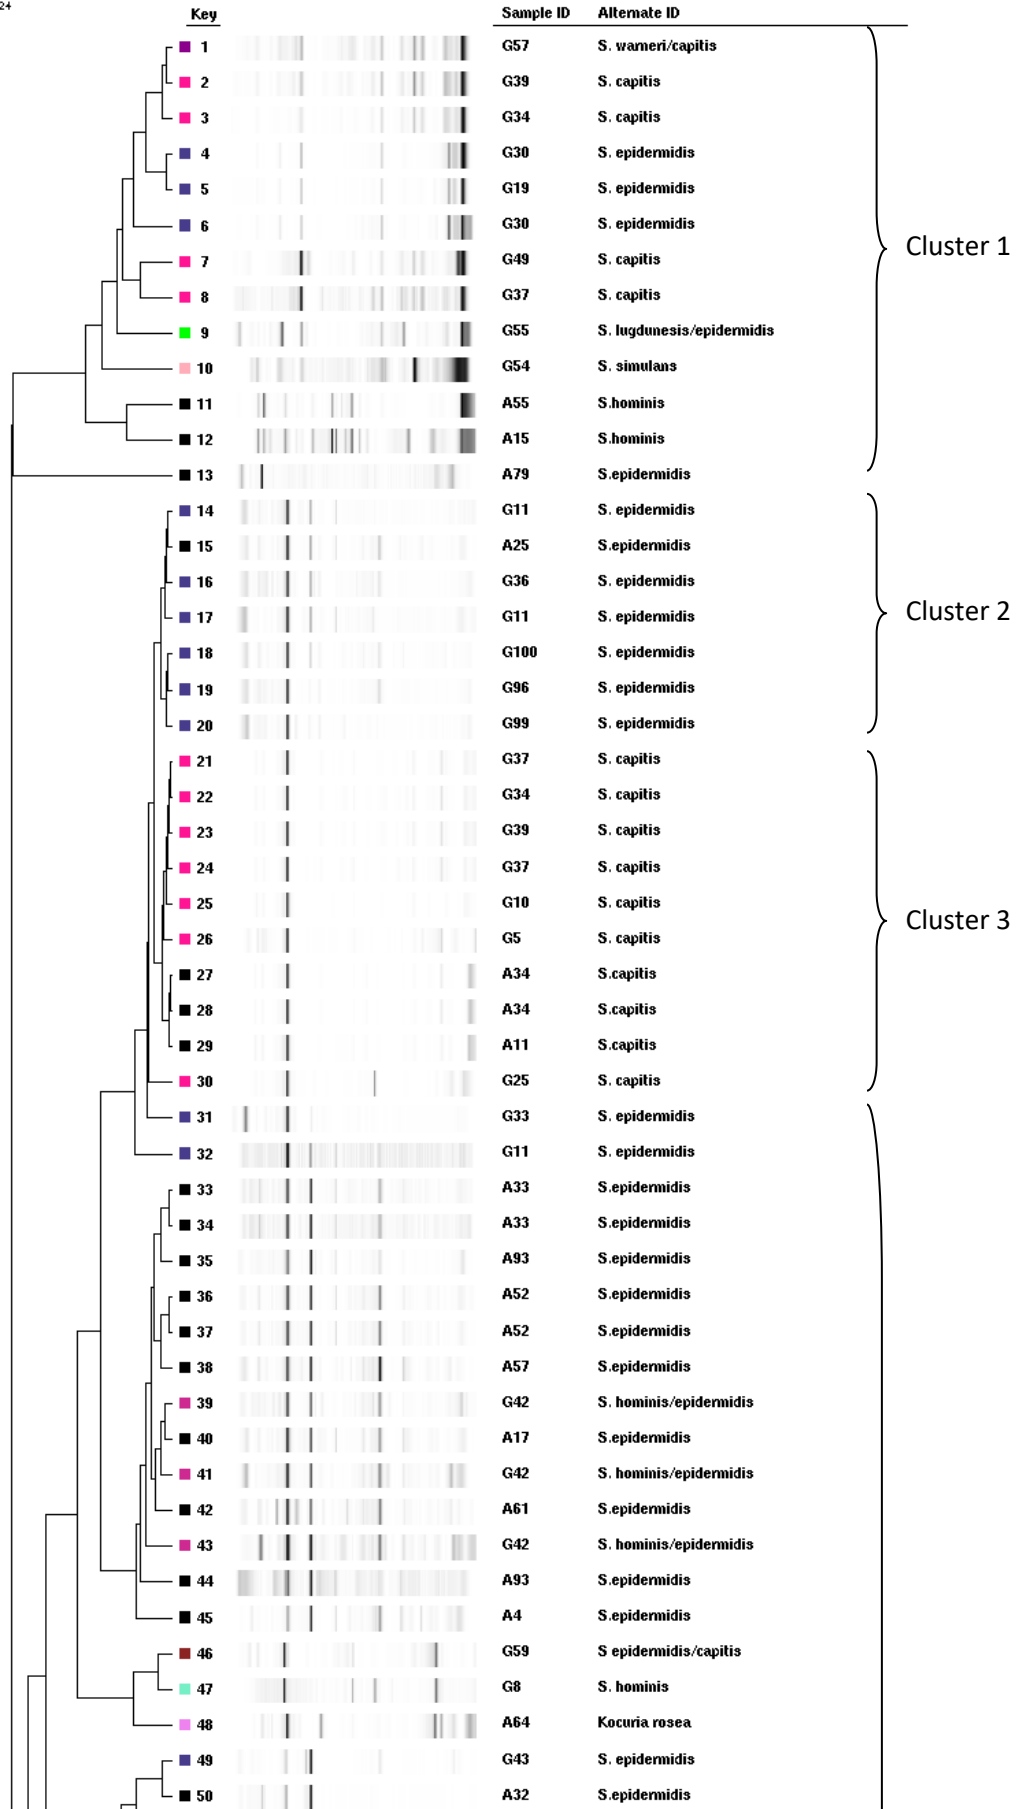 24
Key Sample ID Alternate ID
1 G57 S. warneri/capitis
2 G39 S. capitis
3 G34 S. capitis
4 G30 S. epidermidis
5 G19 S. epidermidis
6 G30 S. epidermidis
Cluster 1
7 G49 S. capitis
8 G37 S. capitis
9 G55 S. lugdunesis/epidermidis
10 G54 S. simulans
11 A55 S.hominis
12 A15 S.hominis
13 A79 S.epidermidis
14 G11 S. epidermidis
15 A25 S.epidermidis
16 G36 S. epidermidis
17 G11 S. epidermidis
Cluster 2
18 G100 S. epidermidis
19 G96 S. epidermidis
20 G99 S. epidermidis
21 G37 S. capitis
22 G34 S. capitis
23 G39 S. capitis
24 G37 S. capitis
25 G10 S. capitis
Cluster 3
26 G5 S. capitis
27 A34 S.capitis
28 A34 S.capitis
29 A11 S.capitis
30 G25 S. capitis
31 G33 S. epidermidis
32 G11 S. epidermidis
33 A33 S.epidermidis
34 A33 S.epidermidis
35 A93 S.epidermidis
36 A52 S.epidermidis
37 A52 S.epidermidis
38 A57 S.epidermidis
39 G42 S. hominis/epidermidis
40 A17 S.epidermidis
41 G42 S. hominis/epidermidis
42 A61 S.epidermidis
43 G42 S. hominis/epidermidis
44 A93 S.epidermidis
45 A4 S.epidermidis
46 G59 S epidermidis/capitis
47 G8 S. hominis
48 A64 Kocuria rosea
49 G43 S. epidermidis
50 A32 S.epidermidis